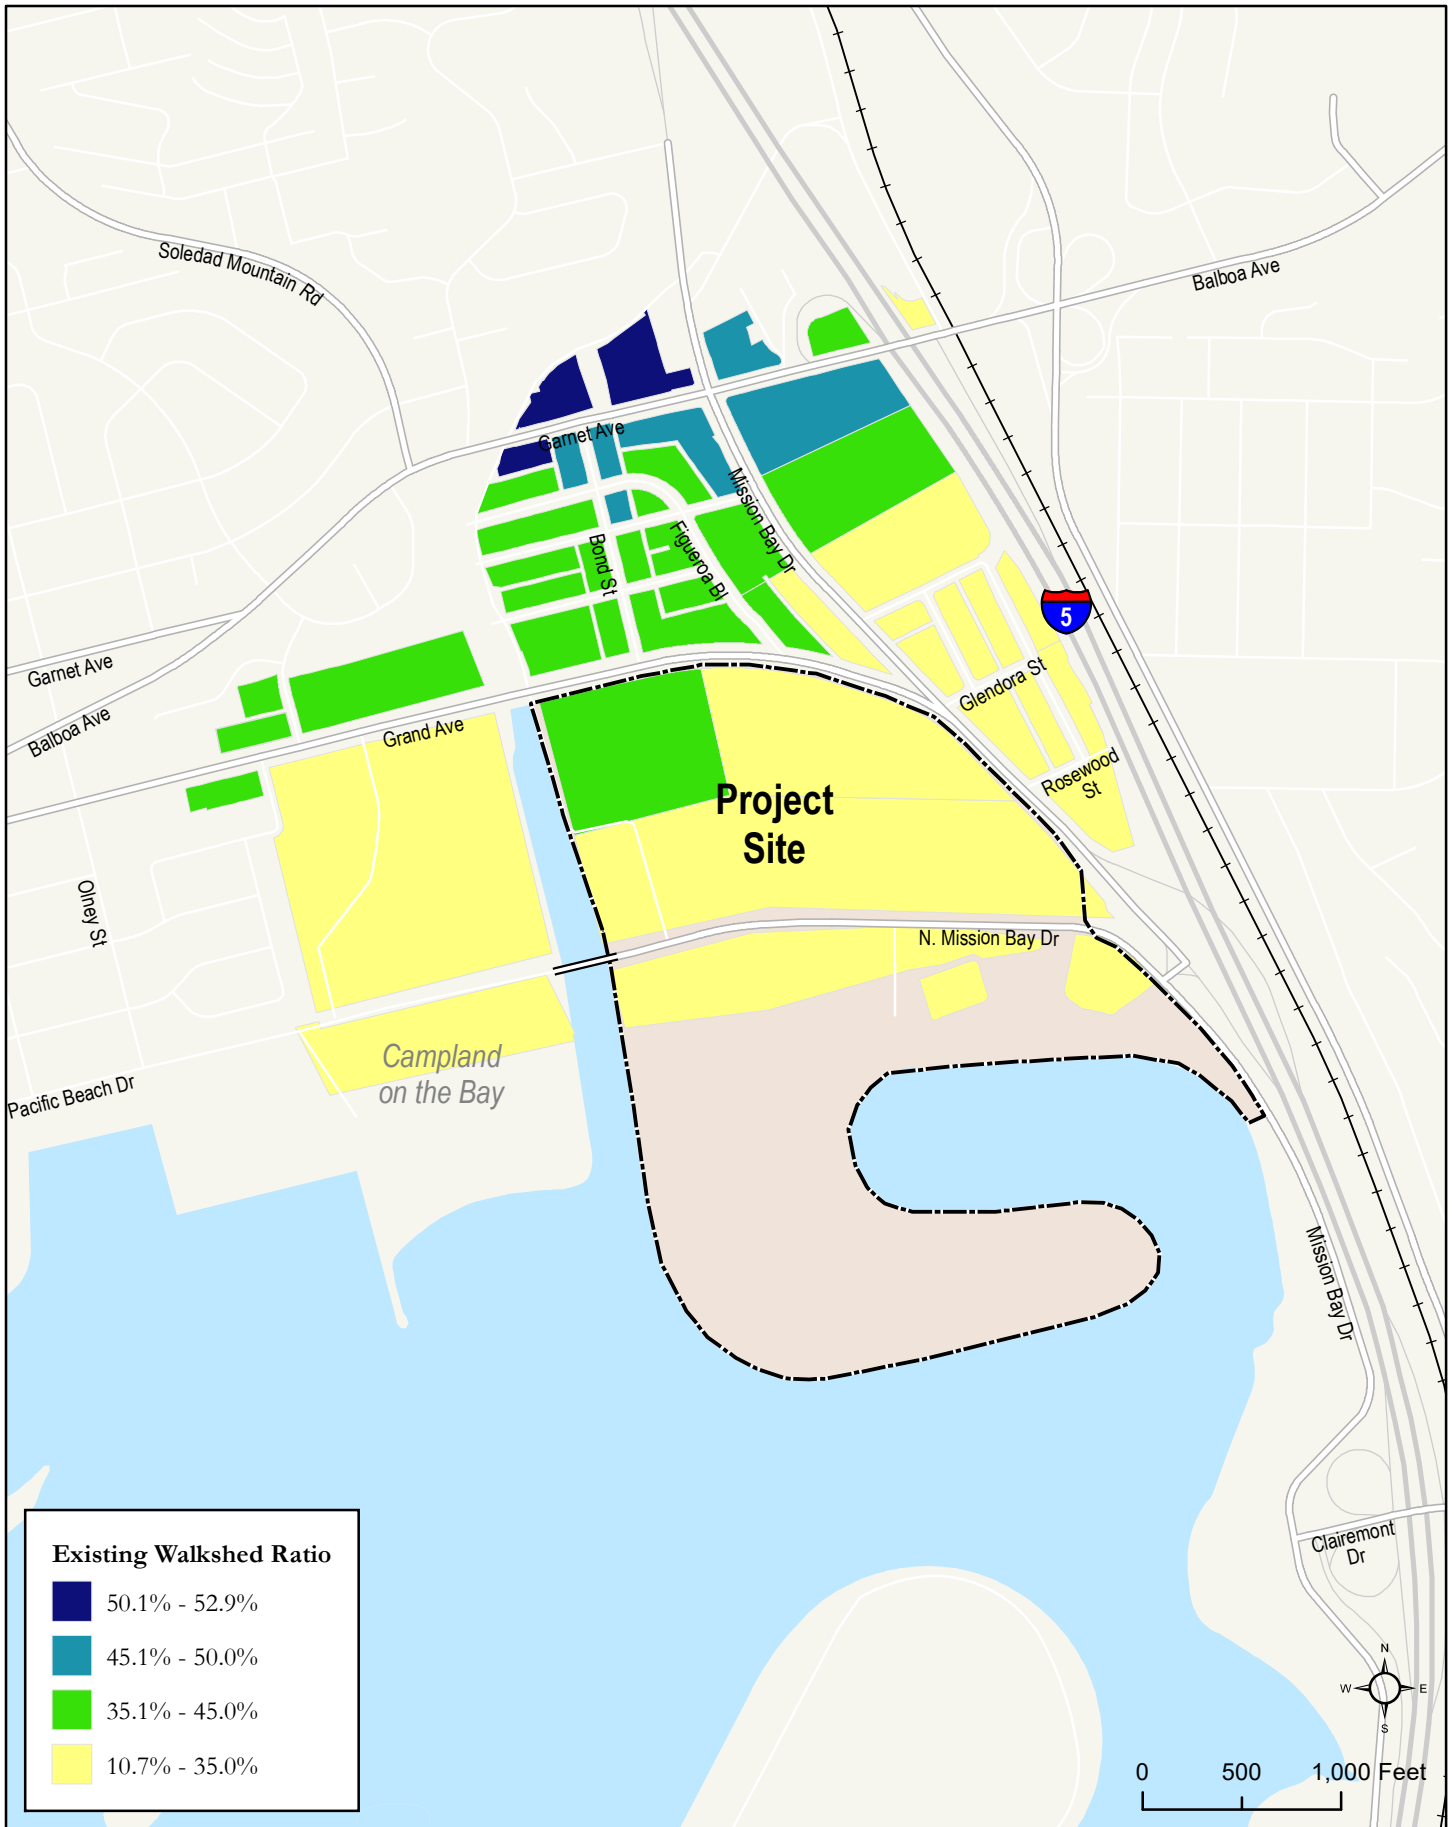 Soledad Mountain Rd
Balboa Ave
Garnet Ave
Mission Bay Dr
Figueroa Bl
Bond St
5
Garnet Ave
Balboa Ave
Grand Ave
Glendora St
Rosewood
St
Project
Site
Olney St
N. Mission Bay Dr
Campland
on the Bay
Pacific Beach Dr
Mission Bay Dr
Clairemont
Dr
Existing Walkshed Ratio
50.1% - 52.9%
45.1% - 50.0%
35.1% - 45.0%
10.7% - 35.0%
N
W E
S
0 500 1,000 Feet